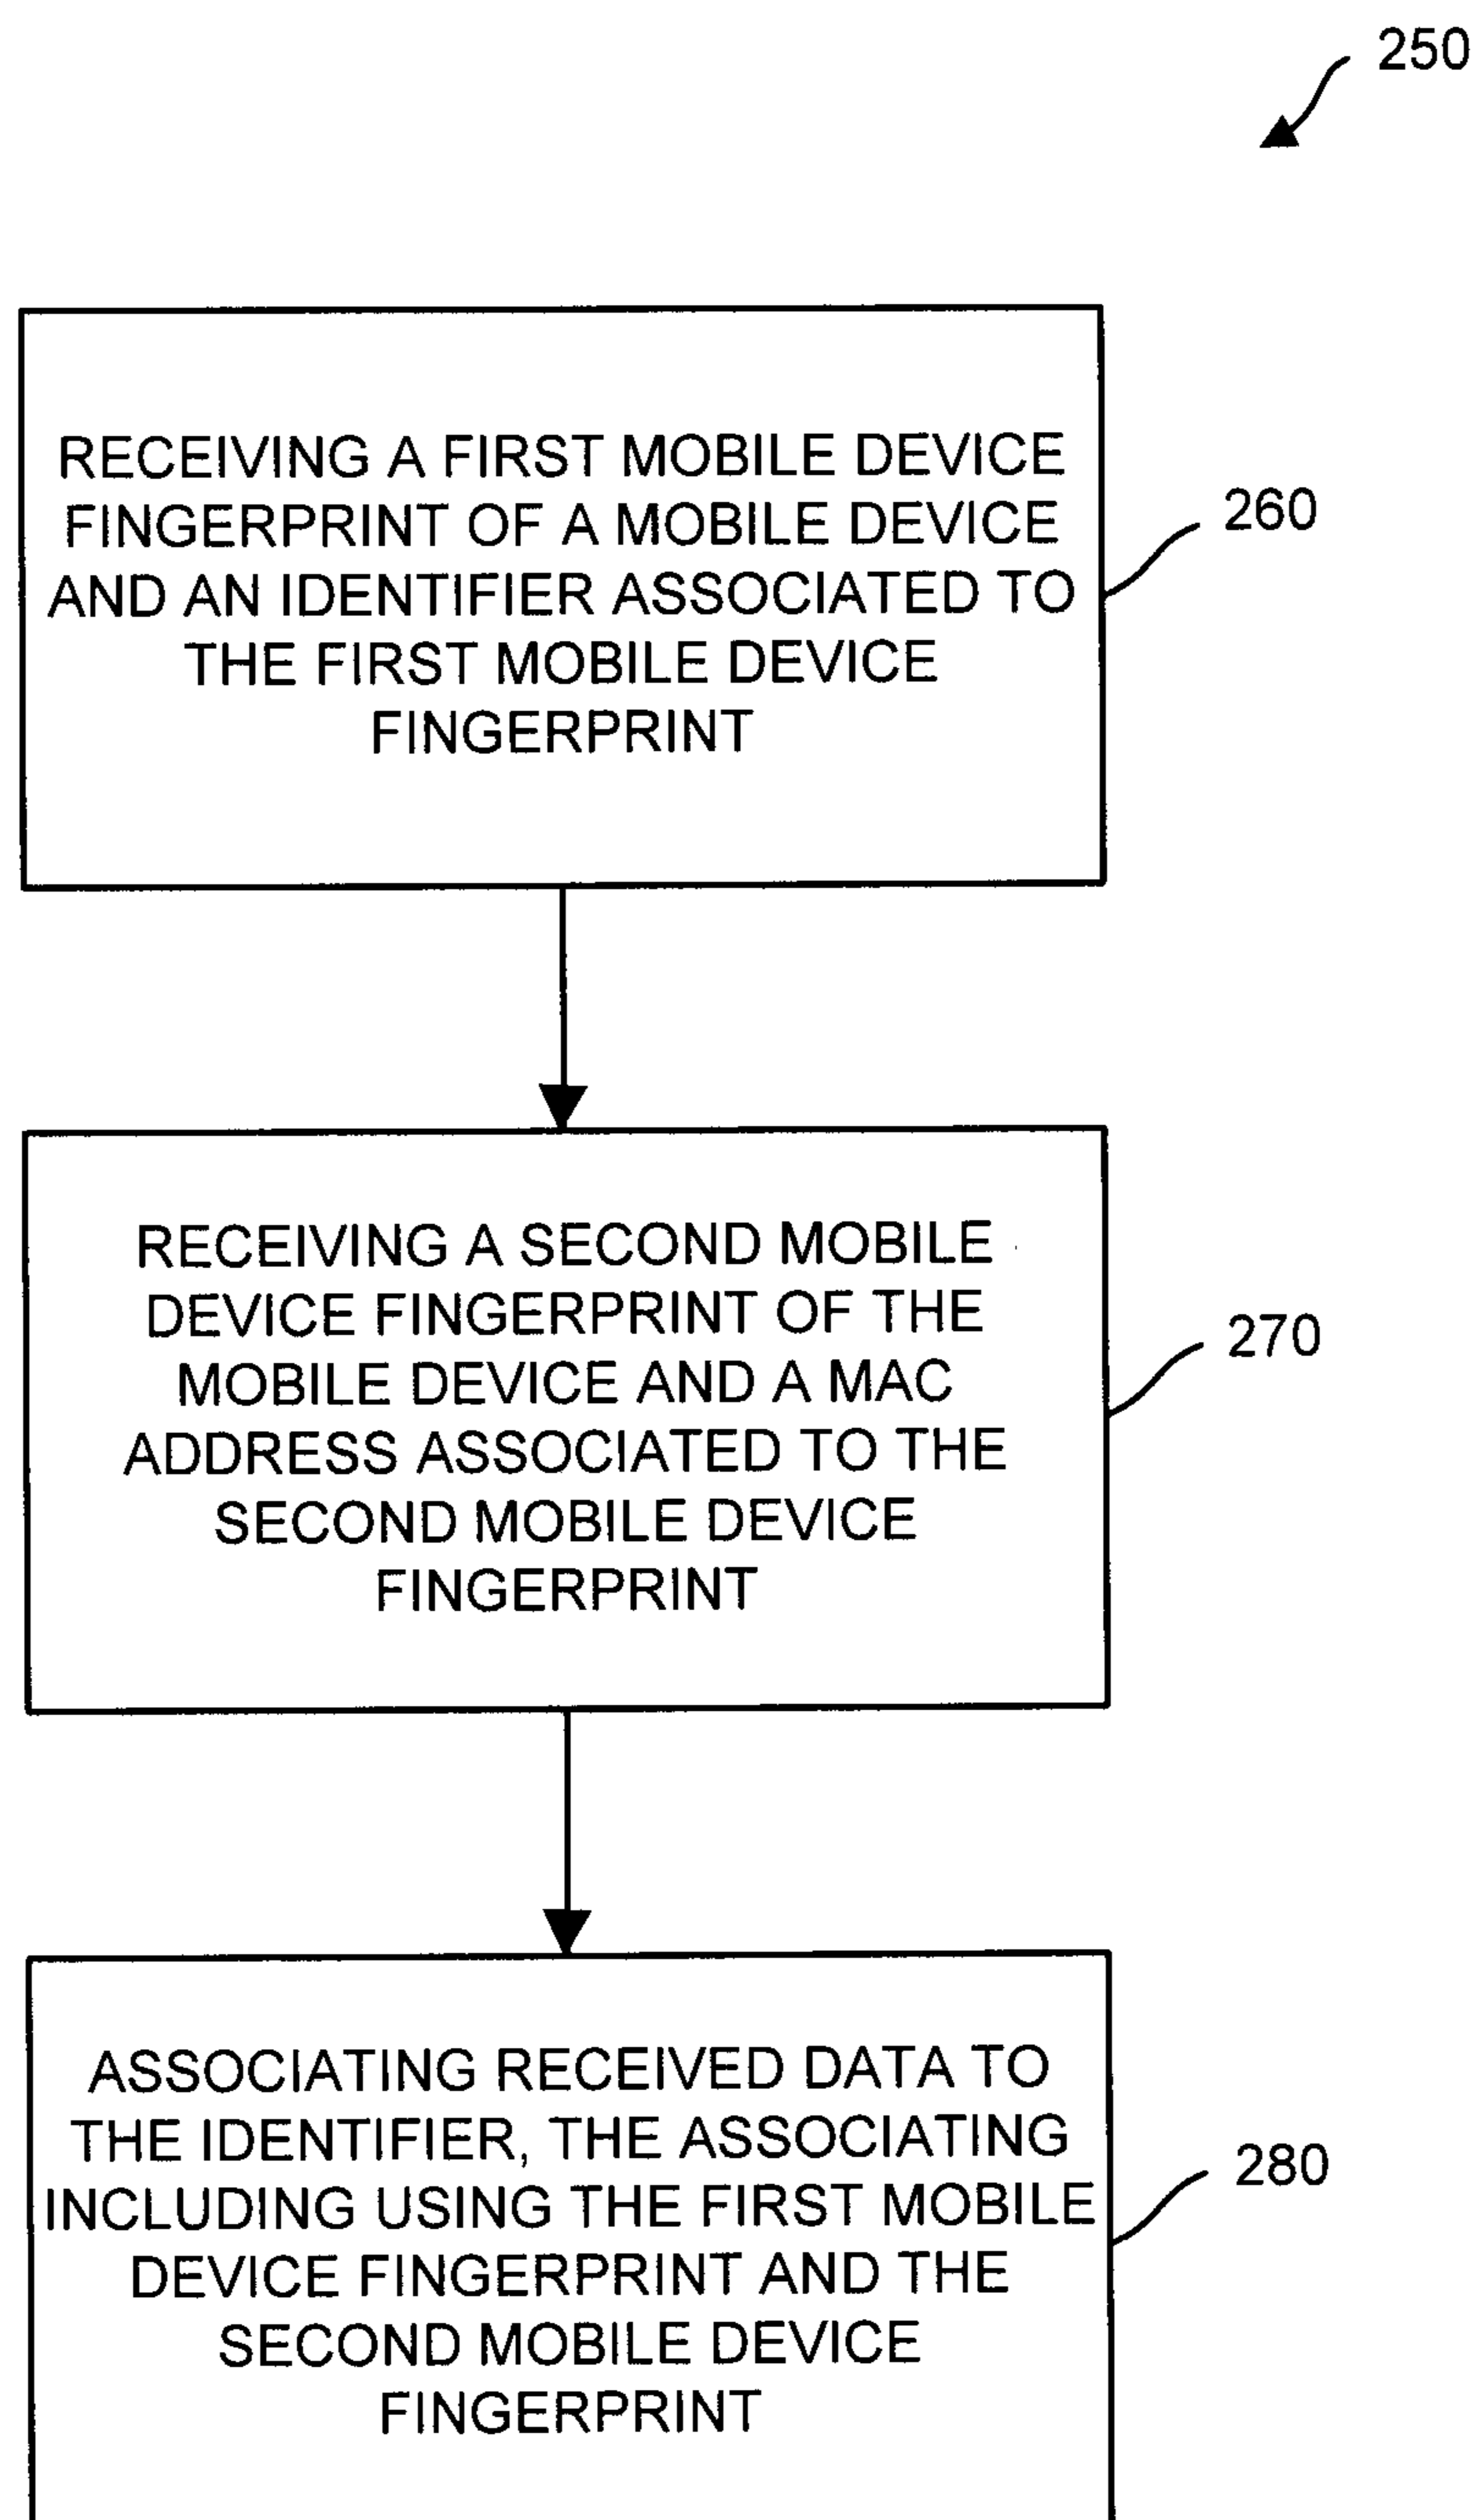 250
RECEIVING A FIRST MOBILE DEVICE
FINGERPRINT OF A MOBILE DEVICE
AND AN IDENTIFIER ASSOCIATED TO
THE FIRST MOBILE DEVICE
FINGERPRINT
260
RECEIVING A SECOND MOBILE
DEVICE FINGERPRINT OF THE
MOBILE DEVICE AND A MAC
ADDRESS ASSOCIATED TO THE
SECOND MOBILE DEVICE
FINGERPRINT
270
ASSOCIATING RECEIVED DATA TO
THE IDENTIFIER, THE ASSOCIATING
INCLUDING USING THE FIRST MOBILE
DEVICE FINGERPRINT AND THE
SECOND MOBILE DEVICE
FINGERPRINT
280